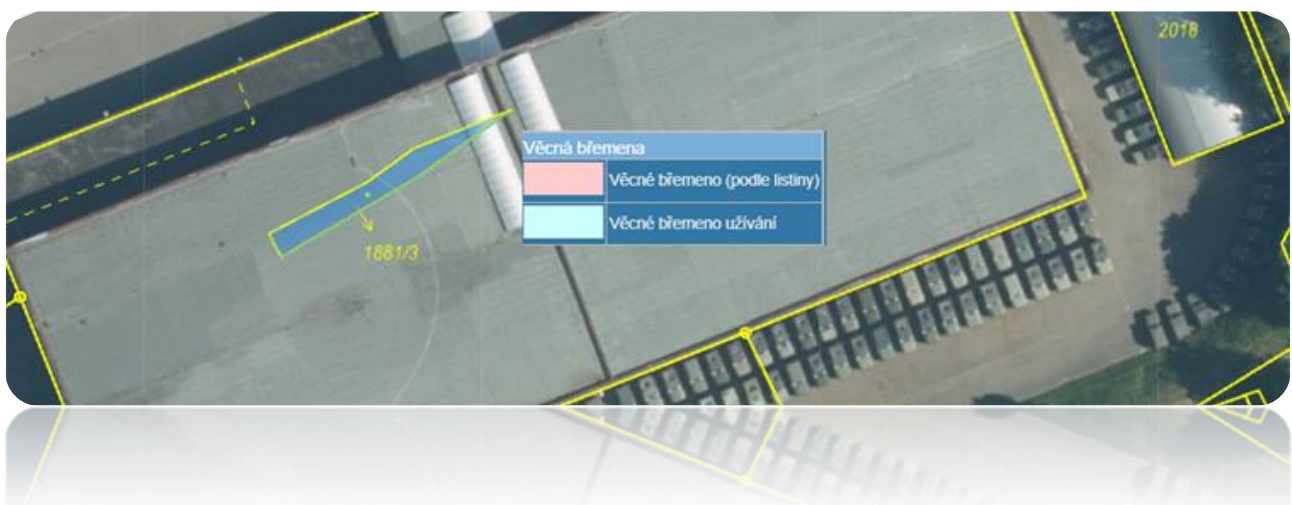 2018
Věcná břemena
Věcné břemeno (podle listiny)
Věcné břemeno užívání
1881/3